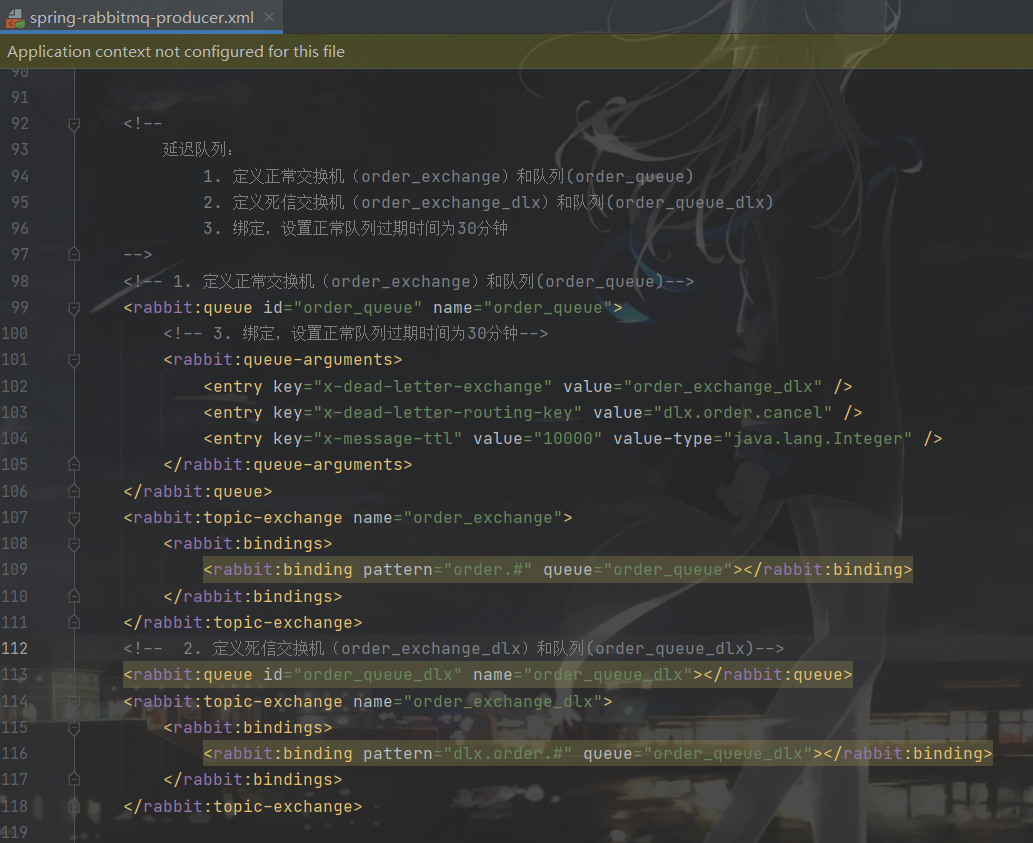 spring-rabbitmq-producer.xml
Application context not configured for this file
90
91
92 <!--
93 延迟队列：
94 1. 定义正常交换机（order_exchange）和队列(order_queue)
95 2. 定义死信交换机（order_exchange_dlx）和队列(order_queue_dlx)
96 3. 绑定，设置正常队列过期时间为30分钟
97 -->
98 <!-- 1. 定义正常交换机（order_exchange）和队列(order_queue)-->
99 <rabbit:queue id="order_queue" name="order_queue">
100 <!-- 3. 绑定，设置正常队列过期时间为30分钟-->
101 <rabbit:queue-arguments>
102 <entry key="x-dead-letter-exchange" value="order_exchange_dlx" />
103 <entry key="x-dead-letter-routing-key" value="dlx.order.cancel" />
104 <entry key="x-message-ttl" value="10000" value-type="java.lang.Integer" />
105 </rabbit:queue-arguments>
106 </rabbit:queue>
107 <rabbit:topic-exchange name="order_exchange">
108 <rabbit:bindings>
109 <rabbit:binding pattern="order.#" queue="order_queue"></rabbit:binding>
110 </rabbit:bindings>
111 </rabbit:topic-exchange>
112 <!--  2. 定义死信交换机（order_exchange_dlx）和队列(order_queue_dlx)-->
113 <rabbit:queue id="order_queue_dlx" name="order_queue_dlx"></rabbit:queue>
114 <rabbit:topic-exchange name="order_exchange_dlx">
115 <rabbit:bindings>
116 <rabbit:binding pattern="dlx.order.#" queue="order_queue_dlx"></rabbit:binding>
117 </rabbit:bindings>
118 </rabbit:topic-exchange>
119